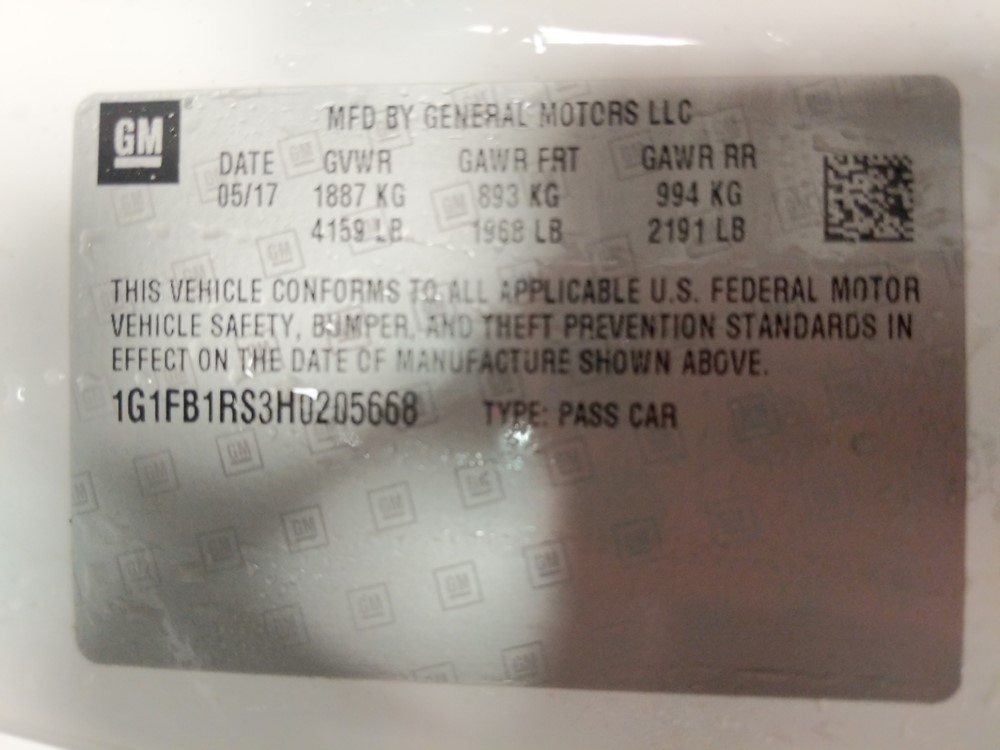 GM
MFD BY GENERAL MOTORS LLC
DATE GVWR GAWR FRT GAWR RR
05/17 1887 KG 893 KG 994 KG
4159 LB 1968 LB 2191 LB
THIS VEHICLE CONFORMS TO ALL APPLICABLE U.S. FEDERAL MOTOR
VEHICLE SAFETY, BUMPER, AND THEFT PREVENTION STANDARDS IN
EFFECT ON THE DATE OF MANUFACTURE SHOWN ABOVE.
1G1FB1RS3H0205668 TYPE: PASS CAR